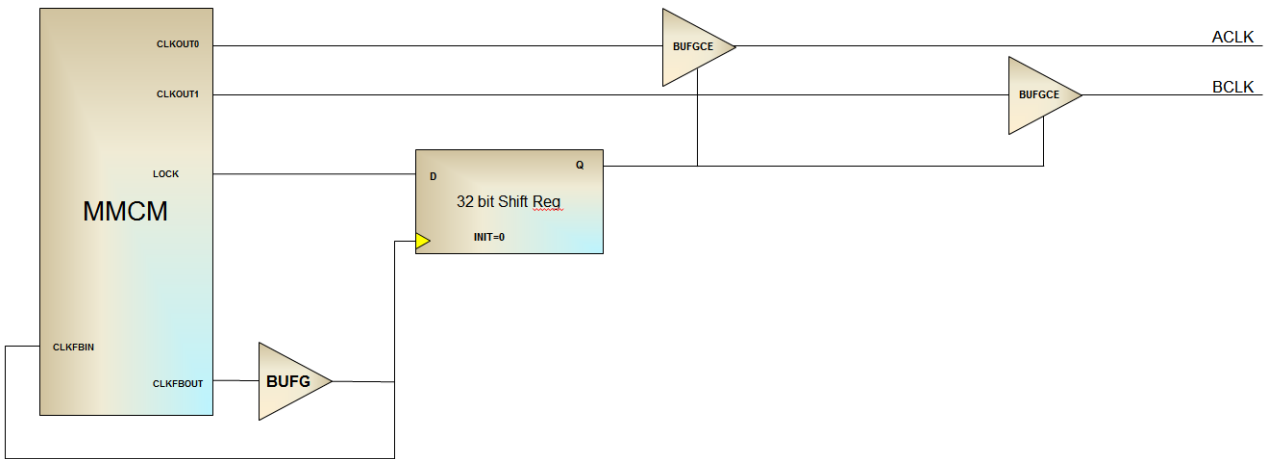 CLKOUT0
BUFGCE
ACLK
CLKOUT1
BUFGCE
BCLK
LOCK
D
Q
32 bit Shift Reg
INIT=0
MMCM
CLKFBIN
CLKFBOUT
BUFG